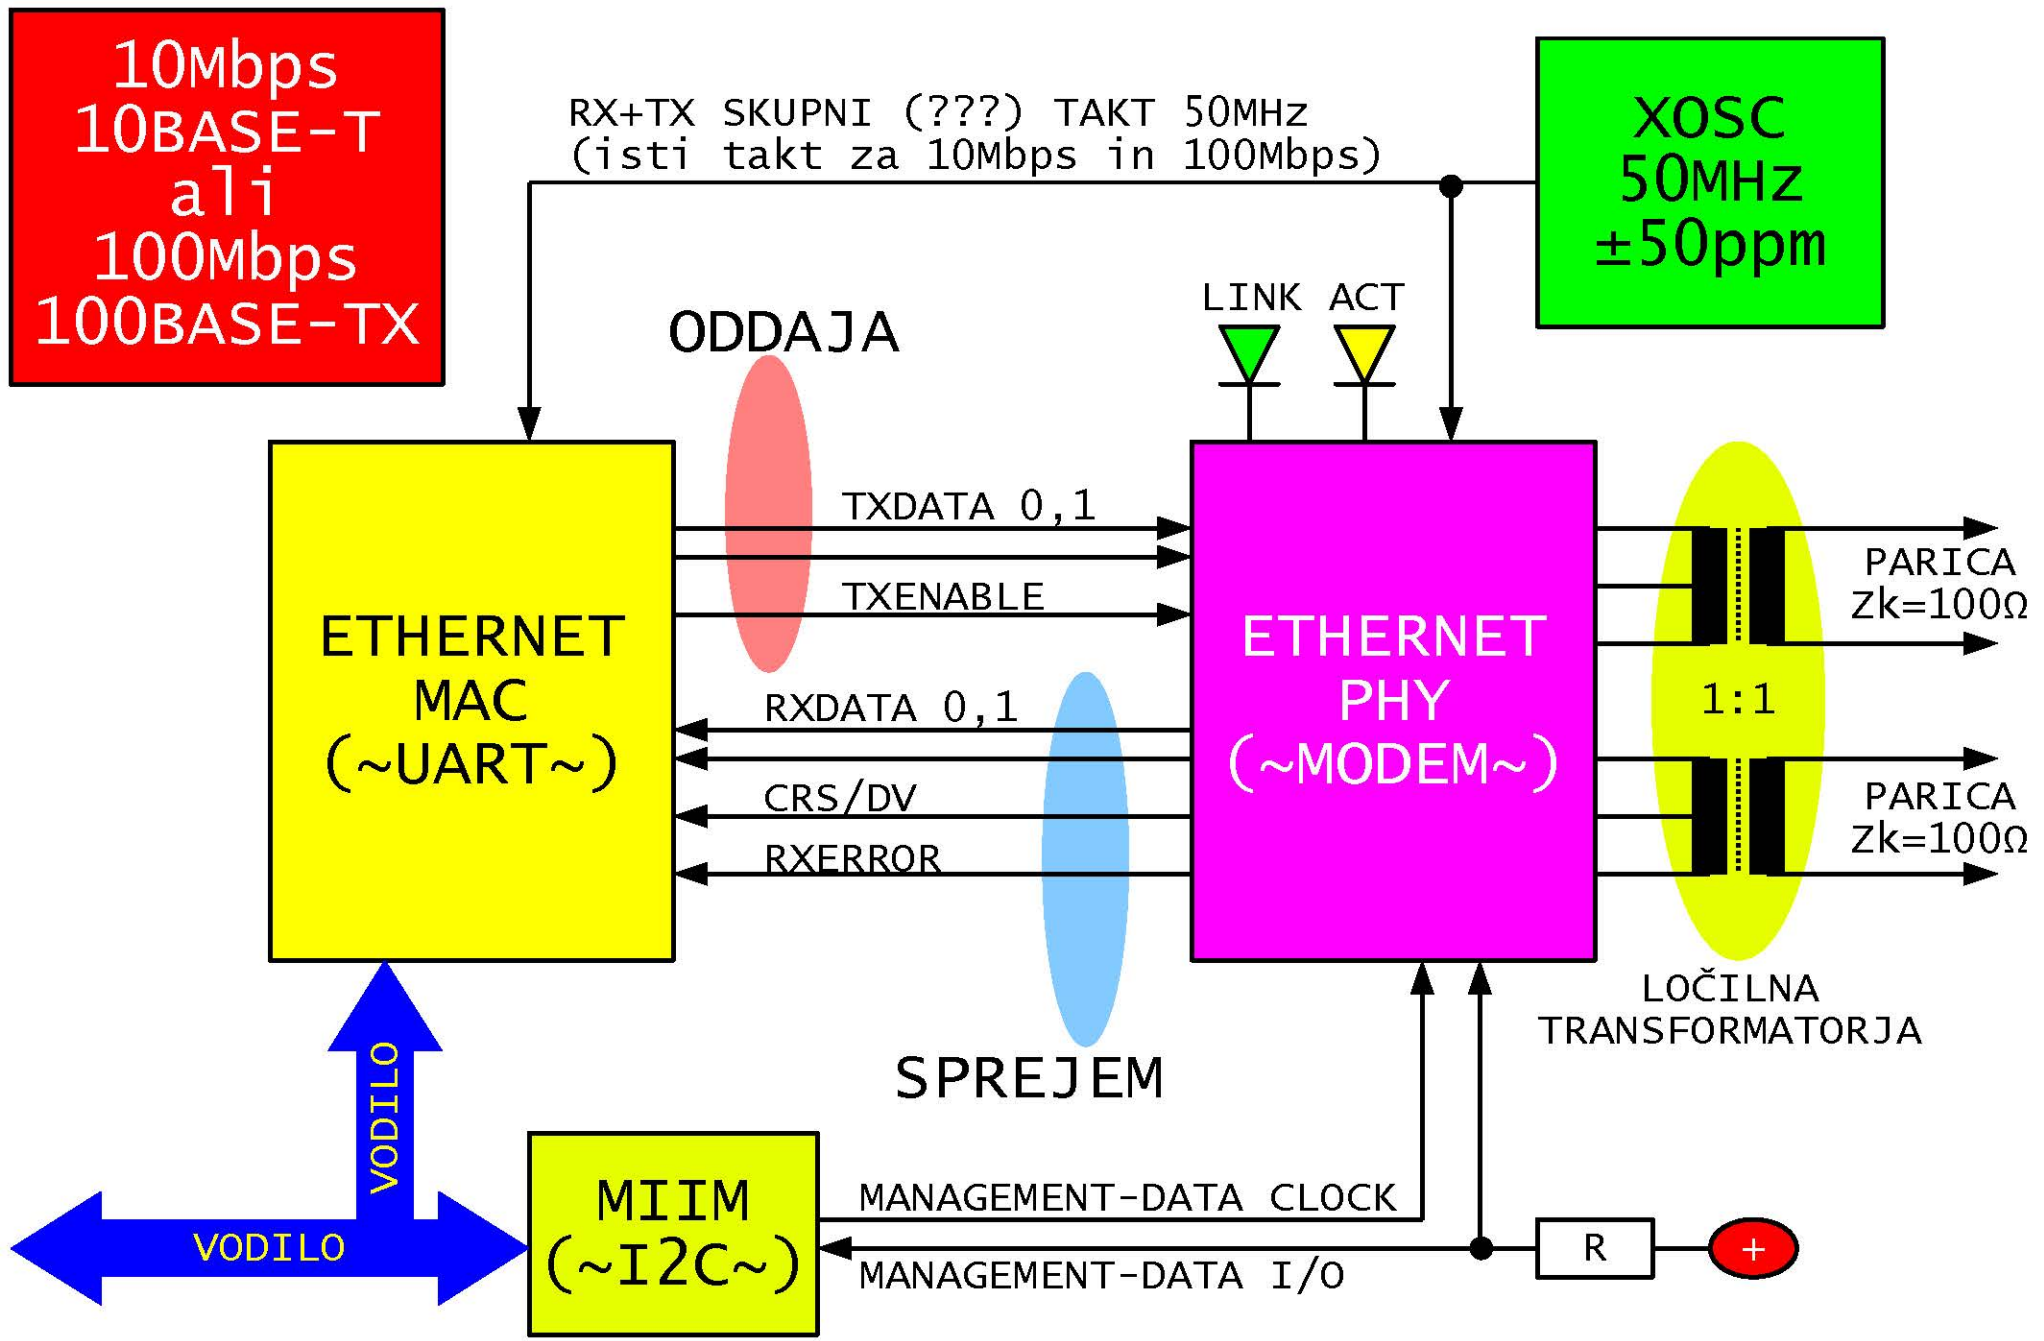 10Mbps
10BASE-T
ali
100Mbps
100BASE-TX
RX+TX SKUPNI (???) TAKT 50MHz
(isti takt za 10Mbps in 100Mbps)
XOSC
50MHz
±50ppm
LINK ACT
ODDAJA
TXDATA 0,1
TXENABLE
RXDATA 0,1
CRS/DV
RXERROR
SPREJEM
ETHERNET
MAC
(~UART~)
ETHERNET
PHY
(~MODEM~)
PARICA
Zk=100Ω
1:1
PARICA
Zk=100Ω
LOČILNA
TRANSFORMATORJA
VODILO
VODILO
MIIM
(~I2C~)
MANAGEMENT-DATA CLOCK
MANAGEMENT-DATA I/O
R
+